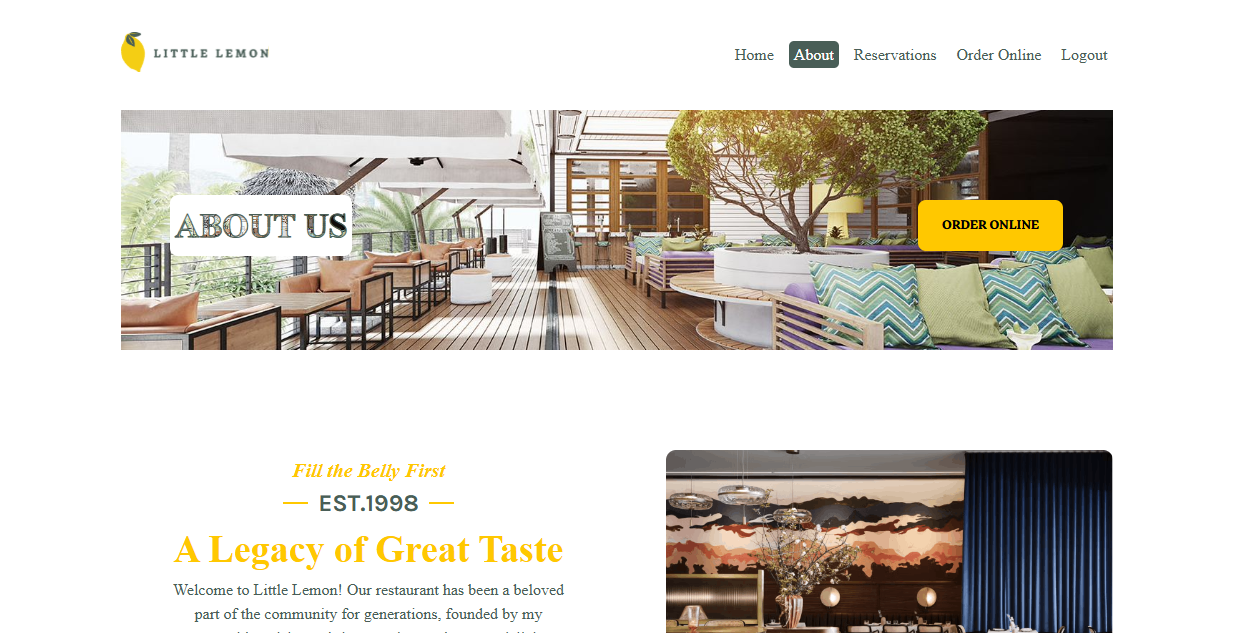 LITTLE LEMON
Home About Reservations Order Online Logout
ABOUT US
ORDER ONLINE
Fill the Belly First
EST.1998
A Legacy of Great Taste
Welcome to Little Lemon! Our restaurant has been a beloved
part of the community for generations, founded by my